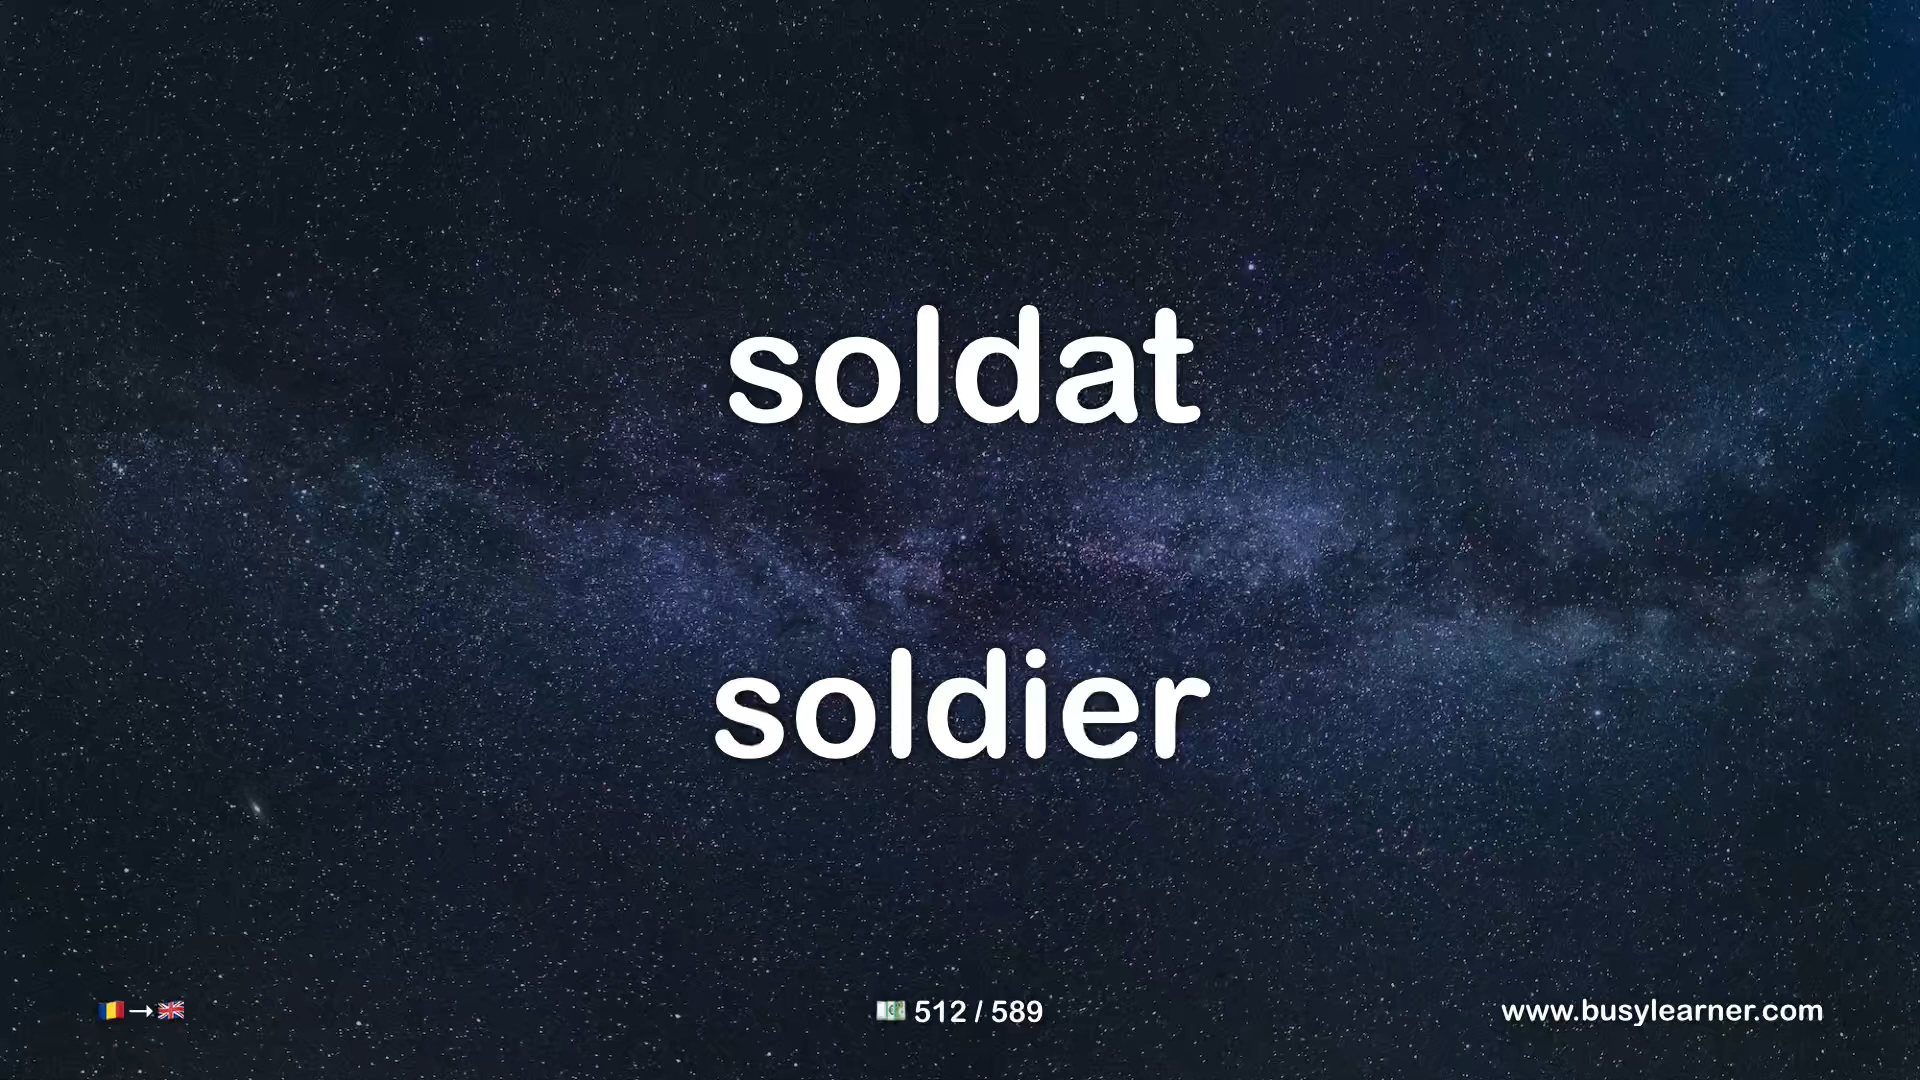 soldat
soldier
🇷🇴→🇬🇧
💶 512 / 589
www.busylearner.com